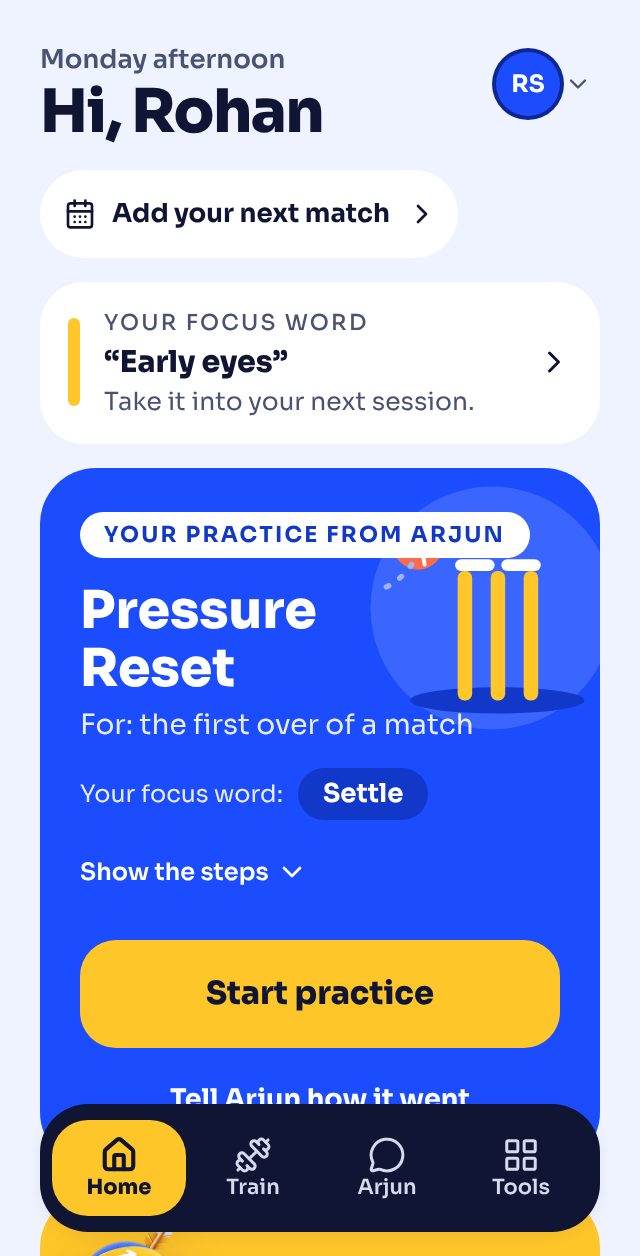 Monday afternoon
Hi, Rohan
RS
Add your next match
YOUR FOCUS WORD
“Early eyes”
Take it into your next session.
YOUR PRACTICE FROM ARJUN
Pressure
Reset
For: the first over of a match
Your focus word: Settle
Show the steps
Start practice
Tell Arjun how it went
Home Train Arjun Tools